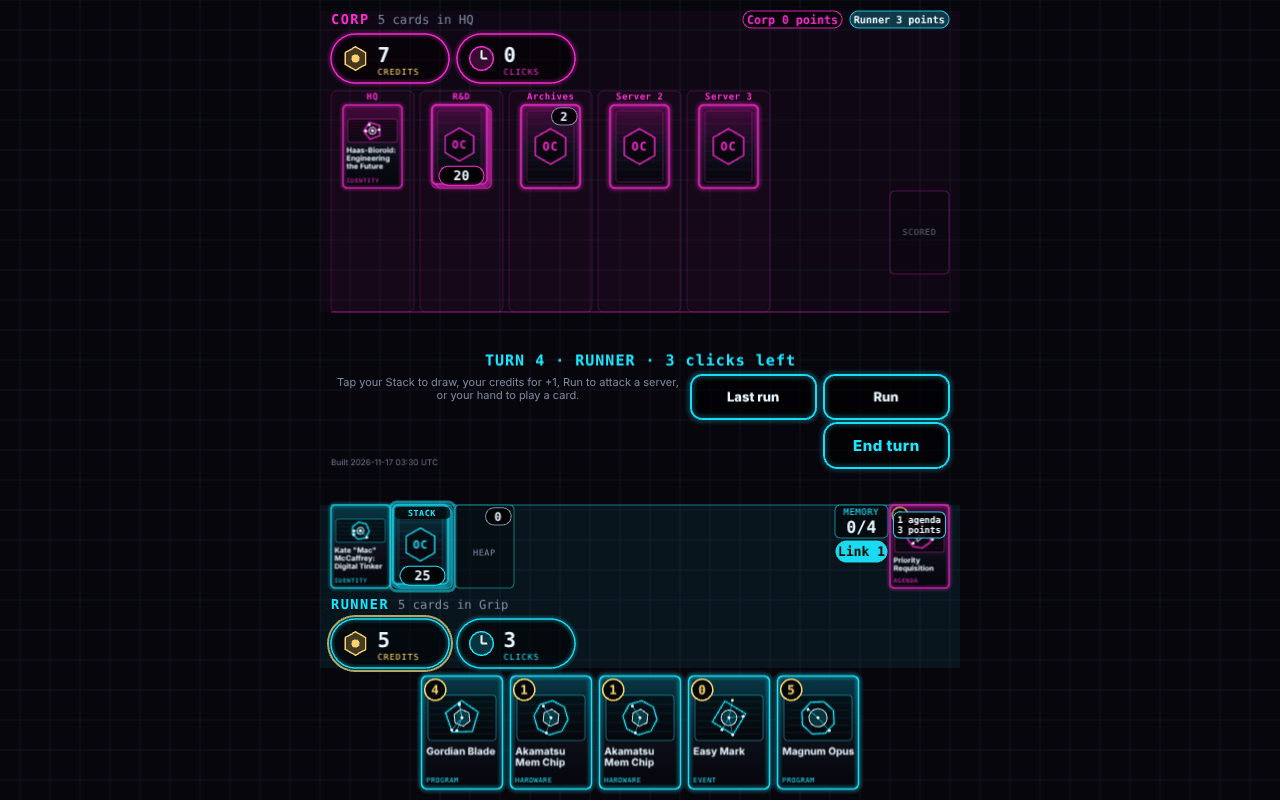 CORP 5 cards in HQ
Corp 0 points
Runner 3 points
7
CREDITS
0
CLICKS
HQ
R&D
Archives
Server 2
Server 3
Haas-Bioroid:
Engineering
the Future
IDENTITY
OC
20
2
OC
OC
OC
SCORED
TURN 4 · RUNNER · 3 clicks left
Tap your Stack to draw, your credits for +1, Run to attack a server,
or your hand to play a card.
Last run
Run
End turn
Built 2026-11-17 03:30 UTC
Kate "Mac"
McCaffrey:
Digital Tinker
IDENTITY
STACK
OC
25
0
HEAP
MEMORY
0/4
Link 1
1 agenda
3 points
Priority
Requisition
AGENDA
RUNNER 5 cards in Grip
5
CREDITS
3
CLICKS
4
Gordian Blade
PROGRAM
1
Akamatsu
Mem Chip
HARDWARE
1
Akamatsu
Mem Chip
HARDWARE
0
Easy Mark
EVENT
5
Magnum Opus
PROGRAM